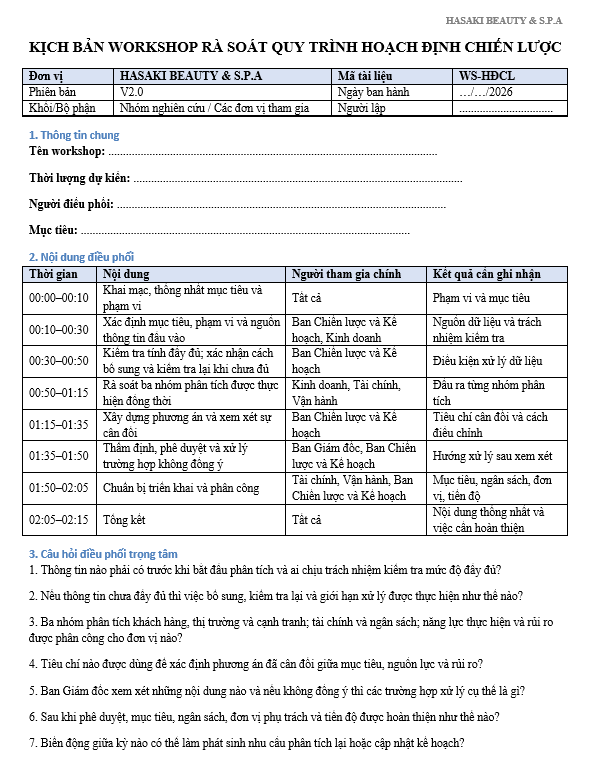 HASAKI BEAUTY & S.P.A
KỊCH BẢN WORKSHOP RÀ SOÁT QUY TRÌNH HOẠCH ĐỊNH CHIẾN LƯỢC
Đơn vị HASAKI BEAUTY & S.P.A Mã tài liệu WS-HĐCL
Phiên bản V2.0 Ngày ban hành …/…/2026
Khối/Bộ phận Nhóm nghiên cứu / Các đơn vị tham gia Người lập ................................
1. Thông tin chung
Tên workshop: ..............................................................................................................
Thời lượng dự kiến: ..............................................................................................................
Người điều phối: ..............................................................................................................
Mục tiêu: ..............................................................................................................
2. Nội dung điều phối
Thời gian Nội dung Người tham gia chính Kết quả cần ghi nhận
00:00–00:10 Khai mạc, thống nhất mục tiêu và phạm vi Tất cả Phạm vi và mục tiêu
00:10–00:30 Xác định mục tiêu, phạm vi và nguồn thông tin đầu vào Ban Chiến lược và Kế hoạch, Kinh doanh Nguồn dữ liệu và trách nhiệm kiểm tra
00:30–00:50 Kiểm tra tính đầy đủ; xác nhận cách bổ sung và kiểm tra lại khi chưa đủ Ban Chiến lược và Kế hoạch Điều kiện xử lý dữ liệu
00:50–01:15 Rà soát ba nhóm phân tích được thực hiện đồng thời Kinh doanh, Tài chính, Vận hành Đầu ra từng nhóm phân tích
01:15–01:35 Xây dựng phương án và xem xét sự cân đối Ban Chiến lược và Kế hoạch Tiêu chí cân đối và cách điều chỉnh
01:35–01:50 Thẩm định, phê duyệt và xử lý trường hợp không đồng ý Ban Giám đốc, Ban Chiến lược và Kế hoạch Hướng xử lý sau xem xét
01:50–02:05 Chuẩn bị triển khai và phân công Tài chính, Vận hành, Ban Chiến lược và Kế hoạch Mục tiêu, ngân sách, đơn vị, tiến độ
02:05–02:15 Tổng kết Tất cả Nội dung thống nhất và việc cần hoàn thiện
3. Câu hỏi điều phối trọng tâm
1. Thông tin nào phải có trước khi bắt đầu phân tích và ai chịu trách nhiệm kiểm tra mức độ đầy đủ?
2. Nếu thông tin chưa đầy đủ thì việc bổ sung, kiểm tra lại và giới hạn xử lý được thực hiện như thế nào?
3. Ba nhóm phân tích khách hàng, thị trường và cạnh tranh; tài chính và ngân sách; năng lực thực hiện và rủi ro
được phân công cho đơn vị nào?
4. Tiêu chí nào được dùng để xác định phương án đã cân đối giữa mục tiêu, nguồn lực và rủi ro?
5. Ban Giám đốc xem xét những nội dung nào và nếu không đồng ý thì các trường hợp xử lý cụ thể là gì?
6. Sau khi phê duyệt, mục tiêu, ngân sách, đơn vị phụ trách và tiến độ được hoàn thiện như thế nào?
7. Biến động giữa kỳ nào có thể làm phát sinh nhu cầu phân tích lại hoặc cập nhật kế hoạch?